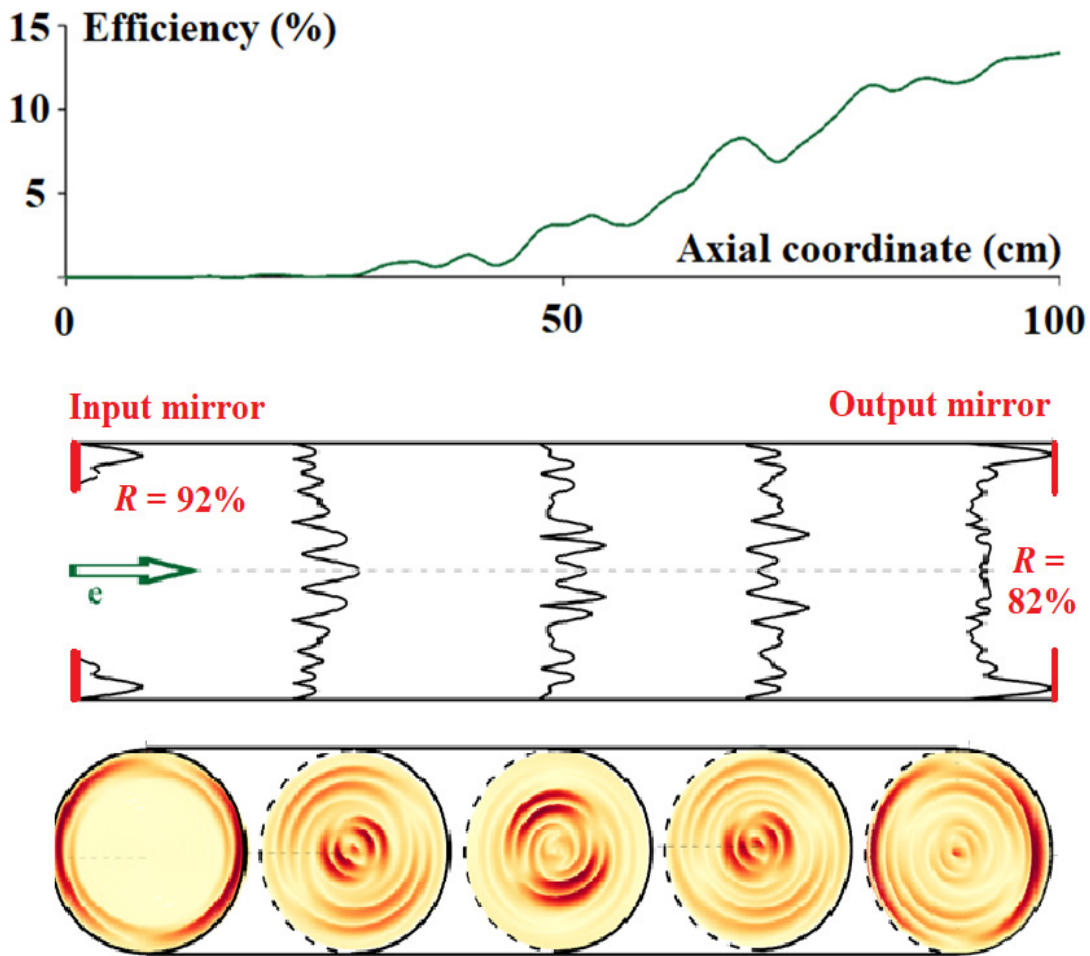 15
Efficiency (%)
10
5
Axial coordinate (cm)
0
50
100
Input mirror
Output mirror
R = 92%
e
R =
82%